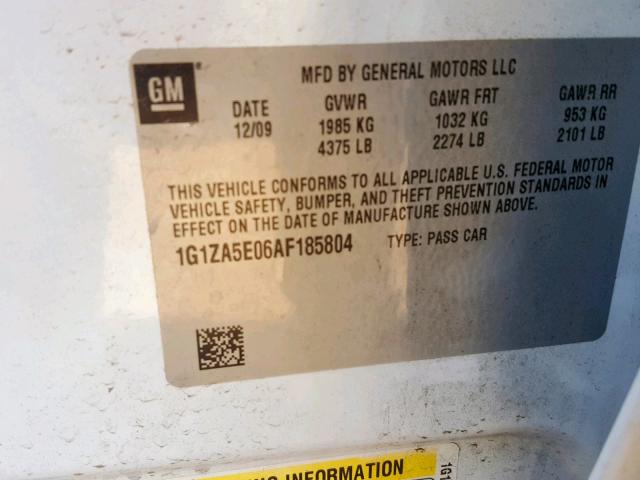 GM
MFD BY GENERAL MOTORS LLC
DATE GVWR GAWR FRT GAWR RR
12/09 1985 KG 1032 KG 953 KG
4375 LB 2274 LB 2101 LB
THIS VEHICLE CONFORMS TO ALL APPLICABLE U.S. FEDERAL MOTOR
VEHICLE SAFETY, BUMPER, AND THEFT PREVENTION STANDARDS IN
EFFECT ON THE DATE OF MANUFACTURE SHOWN ABOVE.
1G1ZA5E06AF185804 TYPE: PASS CAR
INFORMATION
1G1